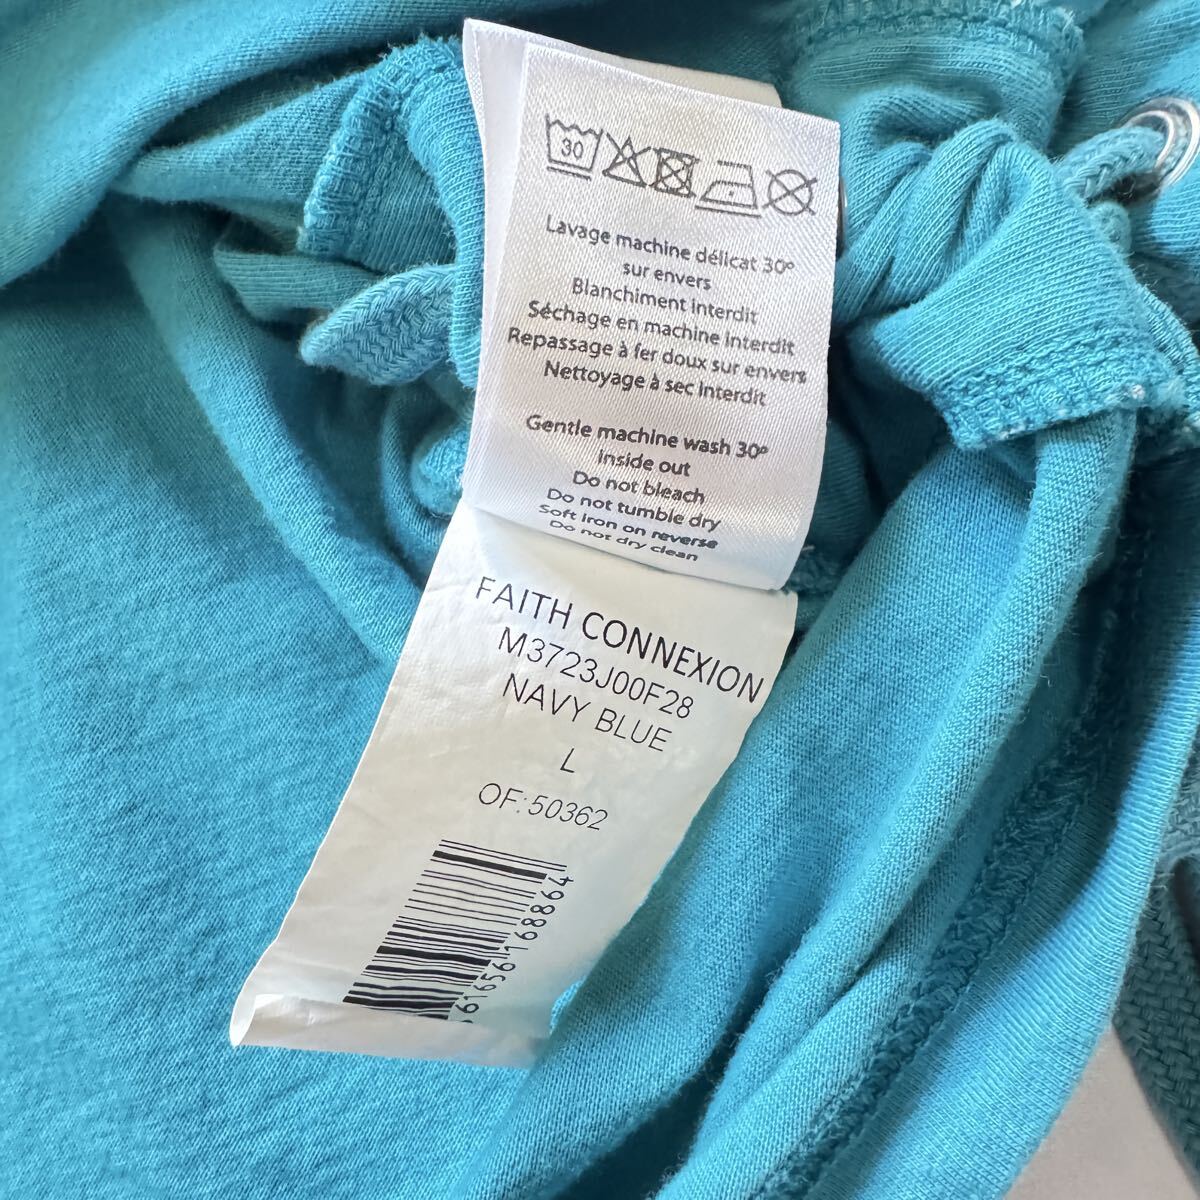 30
Lavage machine délicat 30°
sur envers
Blanchiment interdit
Séchage en machine interdit
Repassage à fer doux sur envers
Nettoyage à sec interdit
Gentle machine wash 30°
inside out
Do not bleach
Do not tumble dry
Soft iron on reverse
Do not dry clean
FAITH CONNEXION
M3723J00F28
NAVY BLUE
L
OF:50362